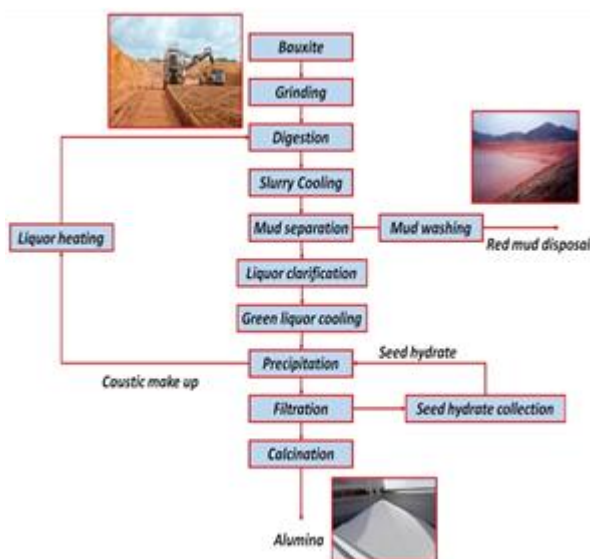 Bauxite
Grinding
Digestion
Slurry Cooling
Mud separation
Mud washing
Red mud disposal
Liquor heating
Liquor clarification
Green liquor cooling
Precipitation
Seed hydrate
Caustic make up
Filtration
Seed hydrate collection
Calcination
Alumina